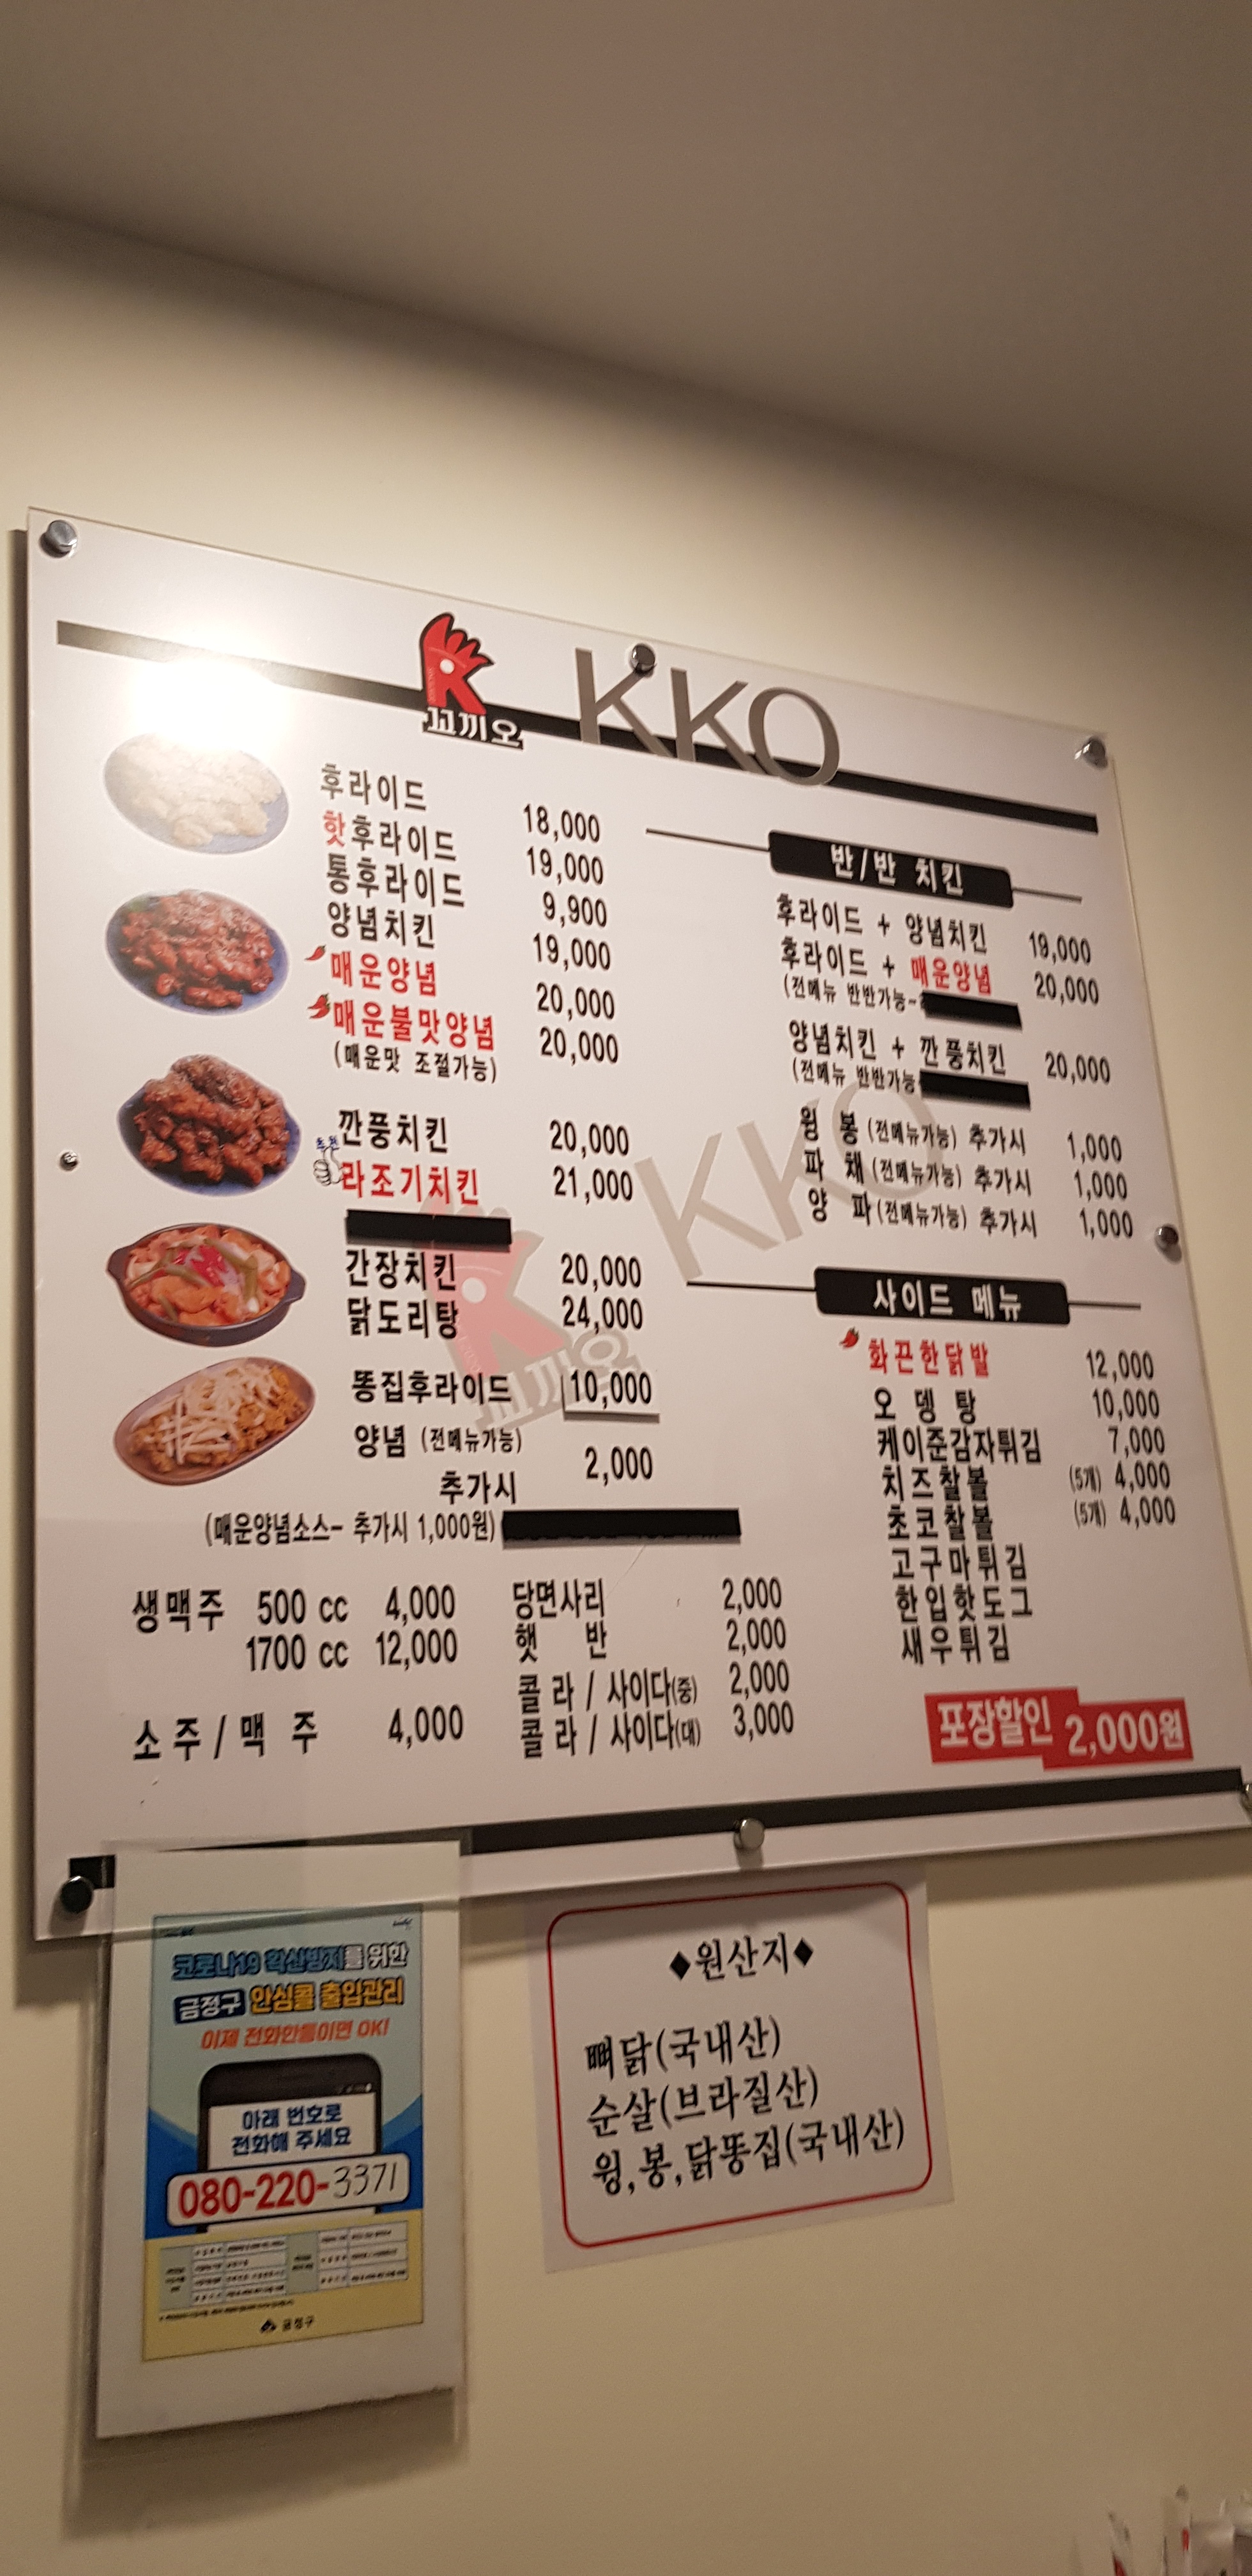 꼬끼오
KKO
후라이드 18,000
핫후라이드 19,000
통후라이드 9,900
양념치킨 19,000
매운양념 20,000
매운불맛양념 20,000
(매운맛 조절가능)
추천
깐풍치킨 20,000
라조기치킨 21,000
간장치킨 20,000
닭도리탕 24,000
똥집후라이드 10,000
양념 (전메뉴가능)
추가시 2,000
(매운양념소스- 추가시 1,000원)
생맥주 500 cc 4,000
1700 cc 12,000
소주/맥주 4,000
당면사리 2,000
햇반 2,000
콜라 / 사이다(중) 2,000
콜라 / 사이다(대) 3,000
반/반 치킨
후라이드 + 양념치킨 19,000
후라이드 + 매운양념 20,000
(전메뉴 반반가능-
양념치킨 + 깐풍치킨 20,000
(전메뉴 반반가능
윙 봉 (전메뉴가능) 추가시 1,000
파 채 (전메뉴가능) 추가시 1,000
양 파 (전메뉴가능) 추가시 1,000
KKO
꼬끼오
사이드 메뉴
화끈한닭발 12,000
오뎅탕 10,000
케이준감자튀김 7,000
치즈찰볼 (5개) 4,000
초코찰볼 (5개) 4,000
고구마튀김
한입핫도그
새우튀김
포장할인 2,000원
코로나19 확산방지를 위한
금정구 안심콜 출입관리
이제 전화한통이면 OK!
아래 번호로
전화해 주세요
080-220-3371
금정구
◆원산지◆
뼈닭(국내산)
순살(브라질산)
윙,봉,닭똥집(국내산)